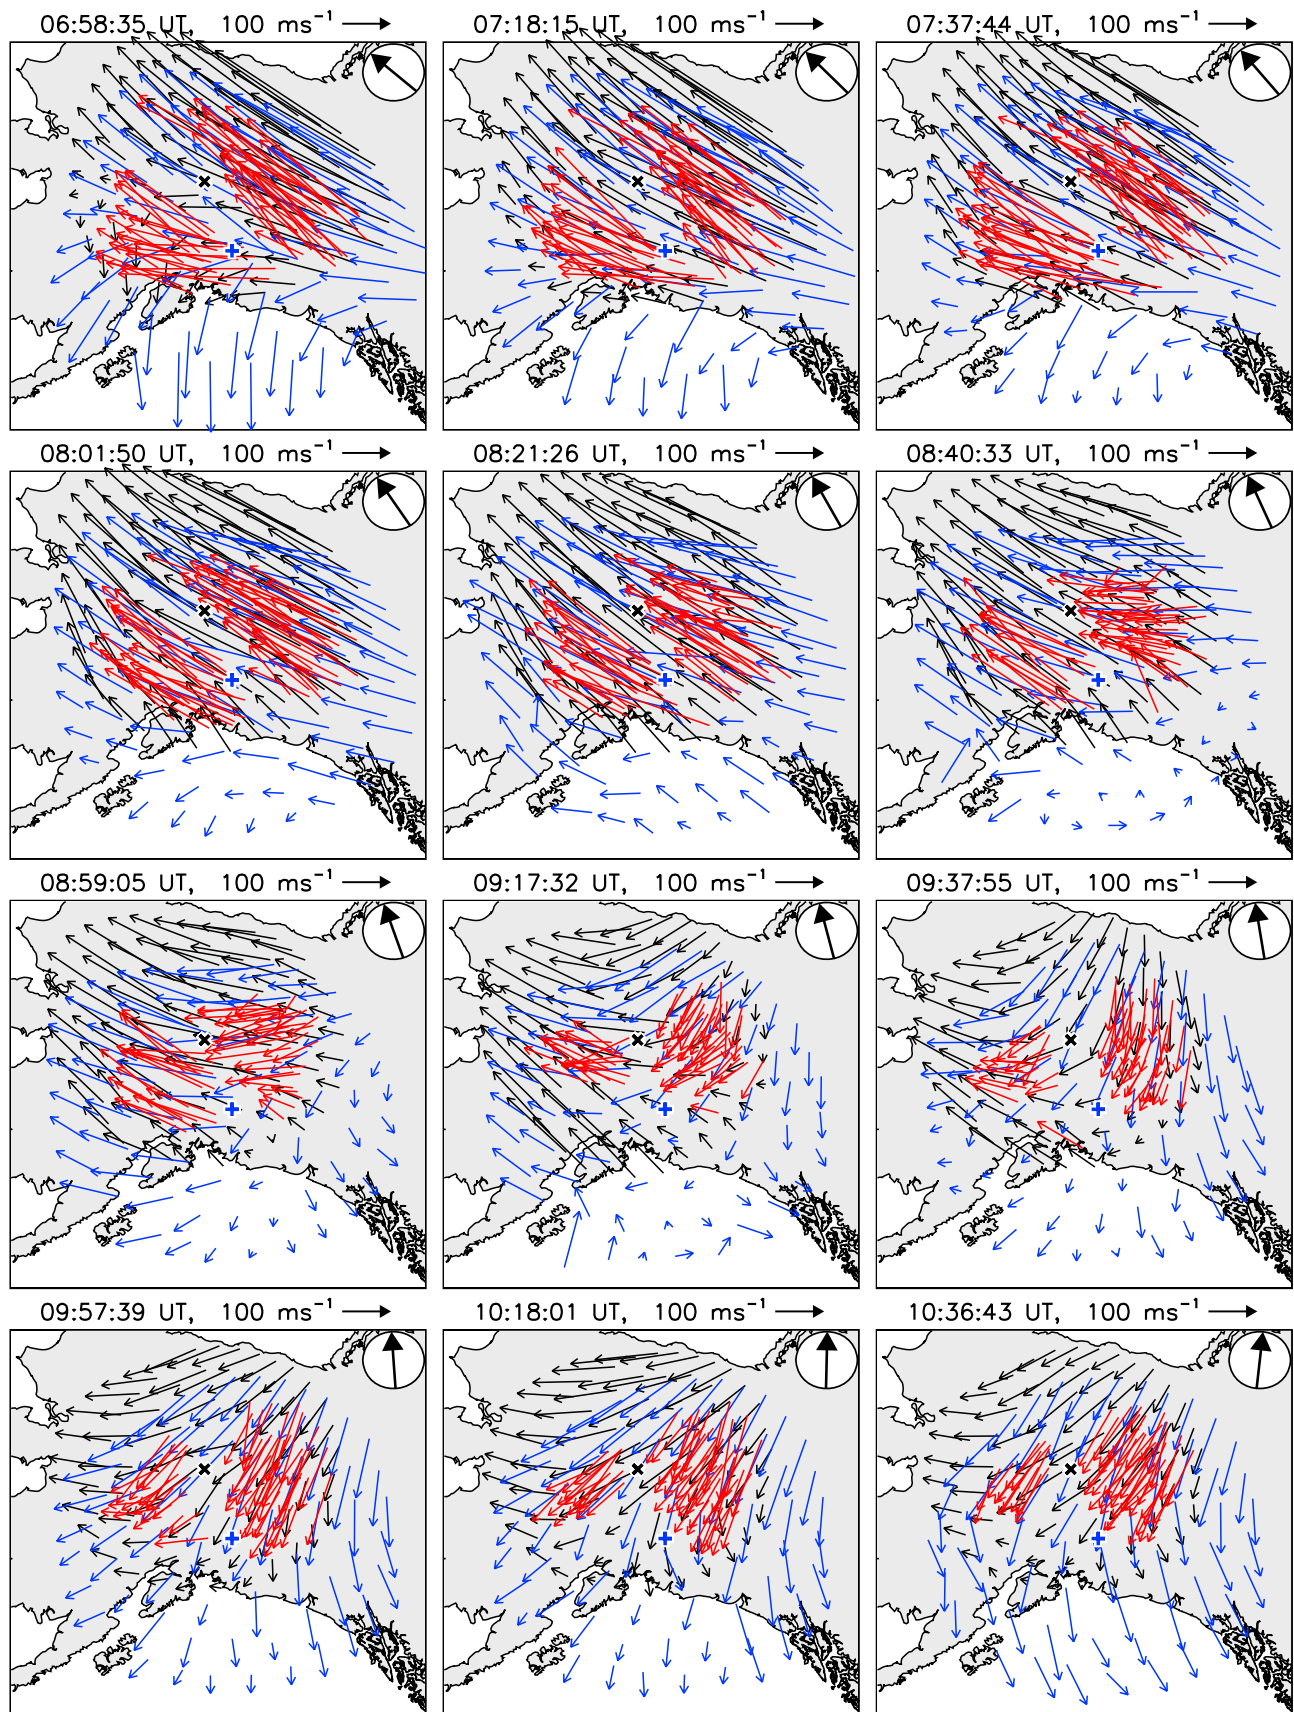 06:58:35 UT, 100 ms⁻¹
07:18:15 UT, 100 ms⁻¹
07:37:44 UT, 100 ms⁻¹
08:01:50 UT, 100 ms⁻¹
08:21:26 UT, 100 ms⁻¹
08:40:33 UT, 100 ms⁻¹
08:59:05 UT, 100 ms⁻¹
09:17:32 UT, 100 ms⁻¹
09:37:55 UT, 100 ms⁻¹
09:57:39 UT, 100 ms⁻¹
10:18:01 UT, 100 ms⁻¹
10:36:43 UT, 100 ms⁻¹